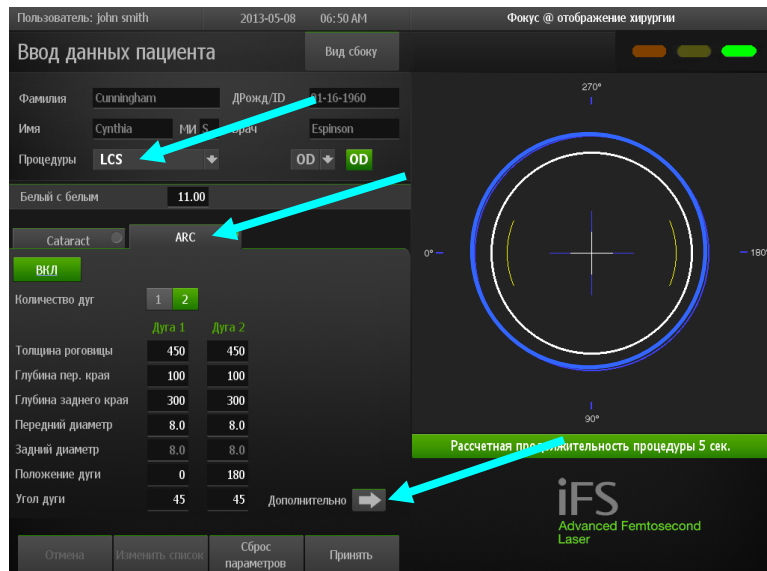 Пользователь: john smith 2013-05-08 06:50 AM Фокус @ отображение хирургии
Ввод данных пациента Вид сбоку
Фамилия Cunningham ДРожд/ID 01-16-1960
Имя Cynthia МИ S Врач Espinson
Процедуры LCS OD OD
Белый с белым 11.00
Cataract ARC
ВКЛ
Количество дуг 1 2
Дуга 1 Дуга 2
Толщина роговицы 450 450
Глубина пер. края 100 100
Глубина заднего края 300 300
Передний диаметр 8.0 8.0
Задний диаметр 8.0 8.0
Положение дуги 0 180
Угол дуги 45 45 Дополнительно
Отмена Изменить список Сброс параметров Принять
270°
0° 180°
90°
Рассчетная продолжительность процедуры 5 сек.
iFS
Advanced Femtosecond
Laser